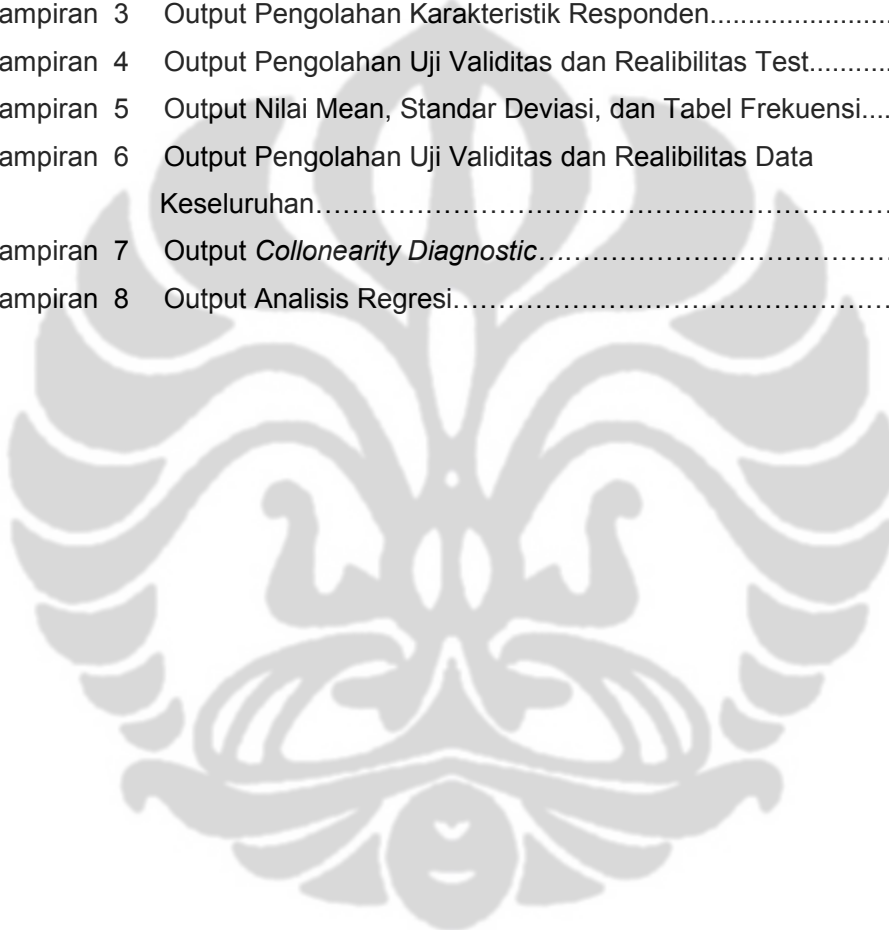 ampiran 3 Output Pengolahan Karakteristik Responden............................
ampiran 4 Output Pengolahan Uji Validitas dan Realibilitas Test...........
ampiran 5 Output Nilai Mean, Standar Deviasi, dan Tabel Frekuensi....
ampiran 6 Output Pengolahan Uji Validitas dan Realibilitas Data
Keseluruhan……………………………………………………………
ampiran 7 Output Collonearity Diagnostic……………………………………
ampiran 8 Output Analisis Regresi………………………………………………